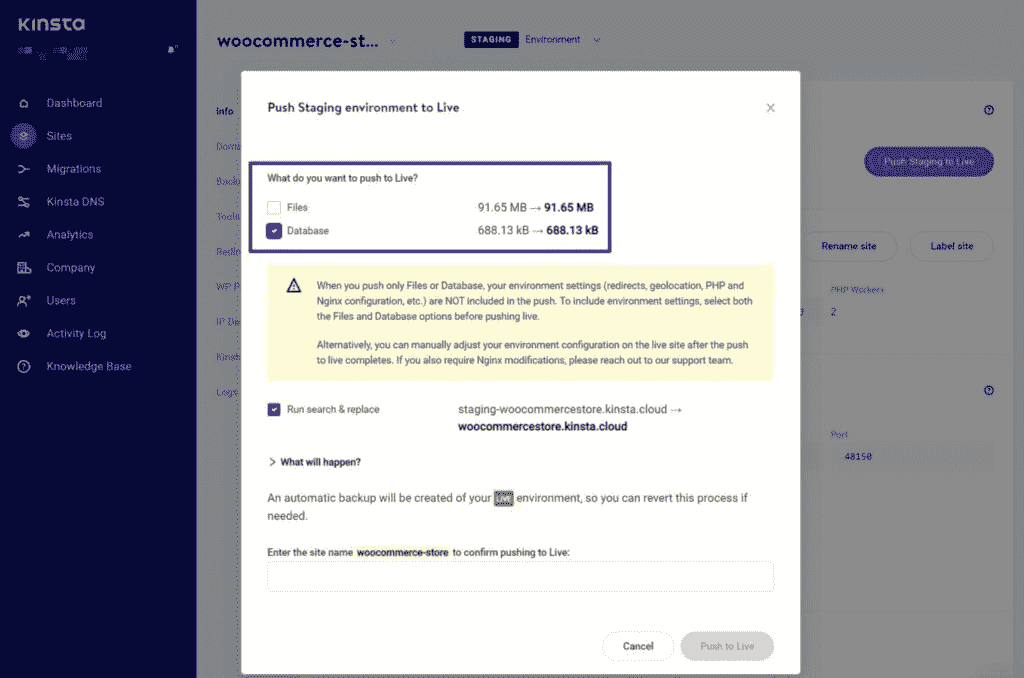 KINSTA
woocommerce-st...
STAGING Environment
Dashboard
Sites
Migrations
Kinsta DNS
Analytics
Company
Users
Activity Log
Knowledge Base
Info
Push Staging to Live
Rename site
Label site
PHP Workers
2
Port
48150
Push Staging environment to Live
What do you want to push to Live?
Files 91.65 MB → 91.65 MB
Database 688.13 kB → 688.13 kB
When you push only Files or Database, your environment settings (redirects, geolocation, PHP and
Nginx configuration, etc.) are NOT included in the push. To include environment settings, select both
the Files and Database options before pushing live.
Alternatively, you can manually adjust your environment configuration on the live site after the push
to live completes. If you also require Nginx modifications, please reach out to our support team.
Run search & replace staging-woocommercestore.kinsta.cloud →
woocommercestore.kinsta.cloud
> What will happen?
An automatic backup will be created of your LIVE environment, so you can revert this process if
needed.
Enter the site name woocommerce-store to confirm pushing to Live:
Cancel
Push to Live